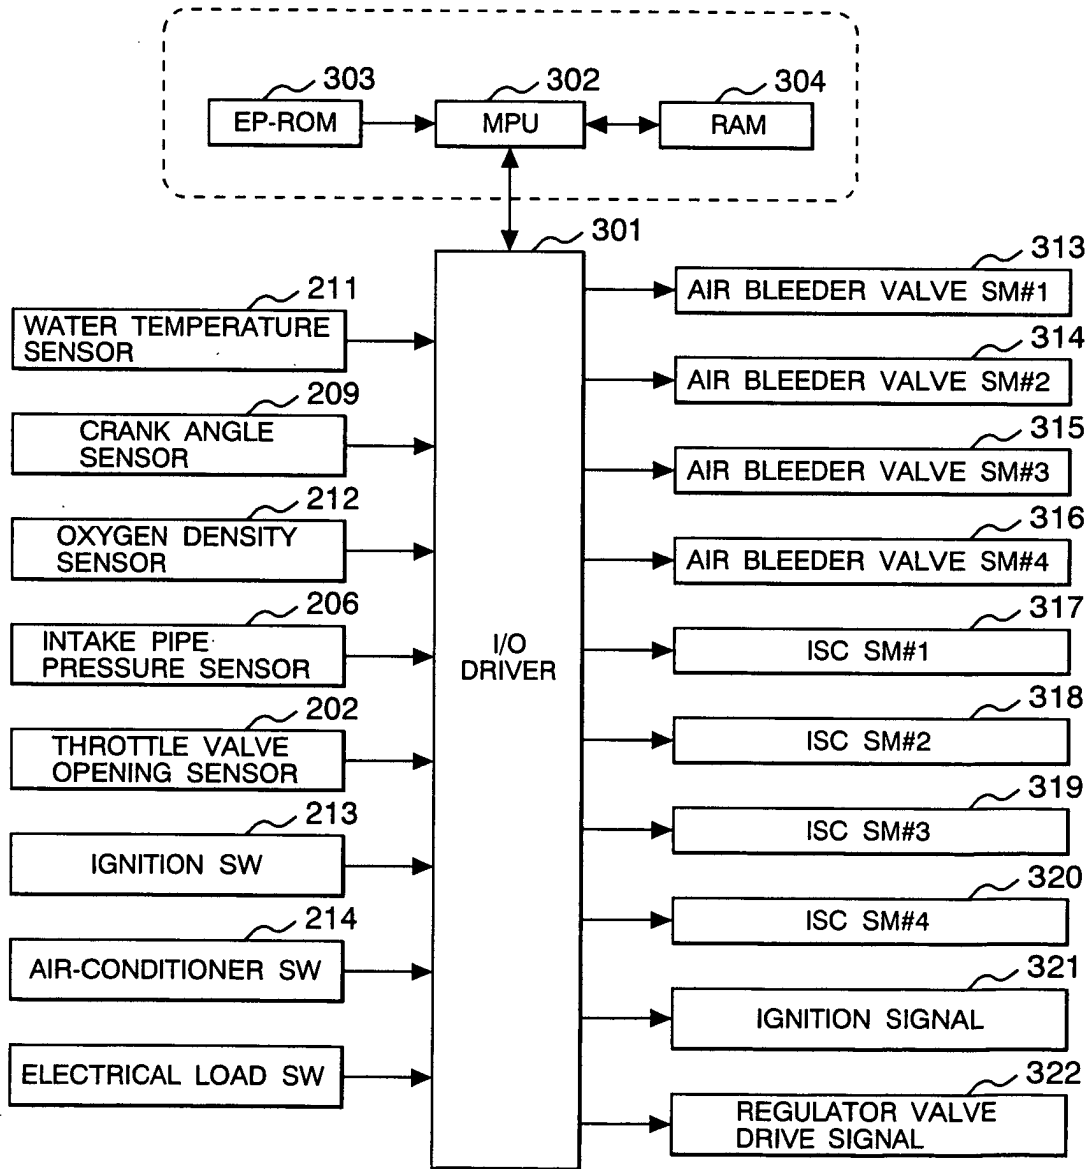 303
302
304
EP-ROM
MPU
RAM
301
211
WATER TEMPERATURE
SENSOR
209
CRANK ANGLE
SENSOR
212
OXYGEN DENSITY
SENSOR
206
INTAKE PIPE
PRESSURE SENSOR
202
THROTTLE VALVE
OPENING SENSOR
213
IGNITION SW
214
AIR-CONDITIONER SW
ELECTRICAL LOAD SW
I/O
DRIVER
313
AIR BLEEDER VALVE SM#1
314
AIR BLEEDER VALVE SM#2
315
AIR BLEEDER VALVE SM#3
316
AIR BLEEDER VALVE SM#4
317
ISC SM#1
318
ISC SM#2
319
ISC SM#3
320
ISC SM#4
321
IGNITION SIGNAL
322
REGULATOR VALVE
DRIVE SIGNAL